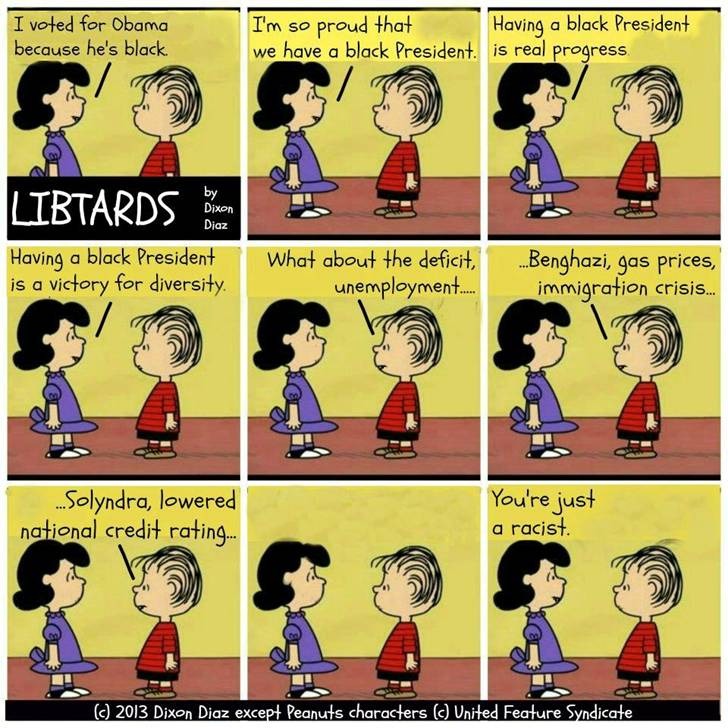 I voted for Obama
because he's black.
LIBTARDS
by
Dixon
Diaz
I'm so proud that
we have a black President.
Having a black President
is real progress.
Having a black President
is a victory for diversity.
What about the deficit,
unemployment.....
...Benghazi, gas prices,
immigration crisis...
...Solyndra, lowered
national credit rating...
You're just
a racist.
(c) 2013 Dixon Diaz except Peanuts characters (c) United Feature Syndicate